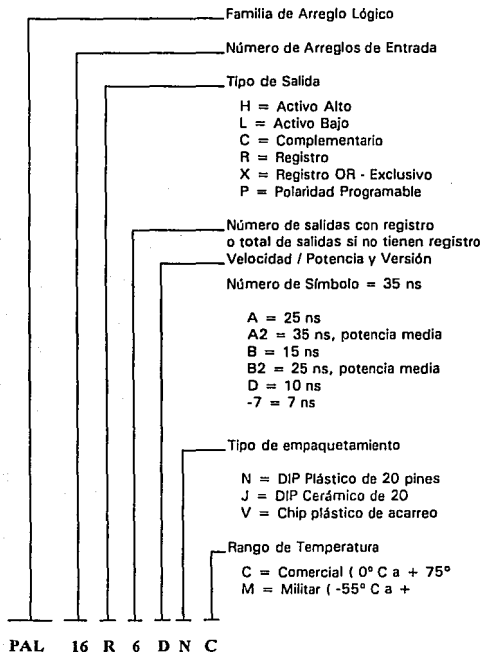 Familia de Arreglo Lógico
Número de Arreglos de Entrada
Tipo de Salida
H = Activo Alto
L = Activo Bajo
C = Complementario
R = Registro
X = Registro OR - Exclusivo
P = Polaridad Programable
Número de salidas con registro
o total de salidas si no tienen registro
Velocidad / Potencia y Versión
Número de Símbolo = 35 ns
A = 25 ns
A2 = 35 ns, potencia media
B = 15 ns
B2 = 25 ns, potencia media
D = 10 ns
-7 = 7 ns
Tipo de empaquetamiento
N = DIP Plástico de 20 pines
J = DIP Cerámico de 20
V = Chip plástico de acarreo
Rango de Temperatura
C = Comercial ( 0° C a + 75°
M = Militar ( -55° C a +
PAL 16 R 6 D N C